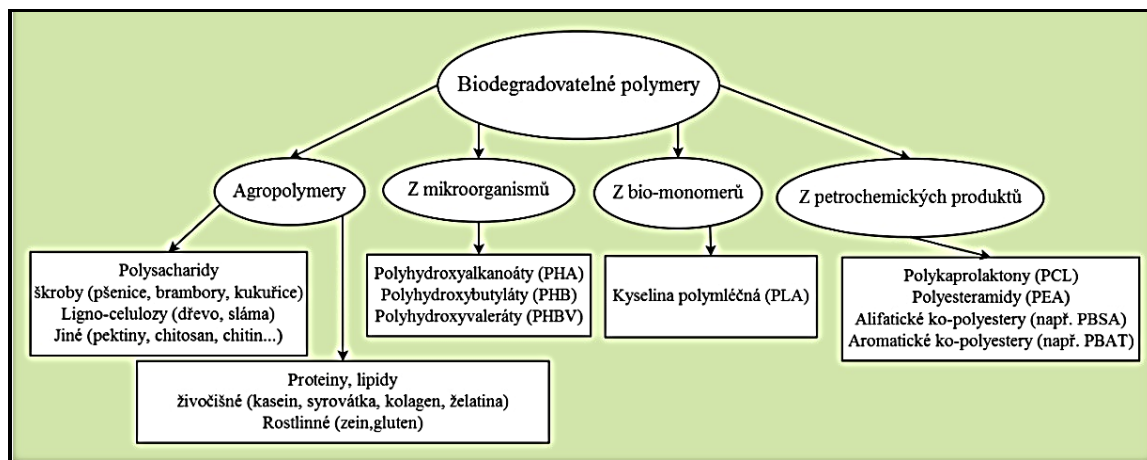 Biodegradovatelné polymery
Agropolymery
Z mikroorganismů
Z bio-monomerů
Z petrochemických produktů
Polysacharidy
škroby (pšenice, brambory, kukuřice)
Ligno-celulozy (dřevo, sláma)
Jiné (pektiny, chitosan, chitin...)
Polyhydroxyalkanoáty (PHA)
Polyhydroxybutyláty (PHB)
Polyhydroxyvaleráty (PHBV)
Kyselina polymléčná (PLA)
Polykaprolaktony (PCL)
Polyesteramidy (PEA)
Alifatické ko-polyestery (např. PBSA)
Aromatické ko-polyestery (např. PBAT)
Proteiny, lipidy
živočišné (kasein, syrovátka, kolagen, želatina)
Rostlinné (zein,gluten)